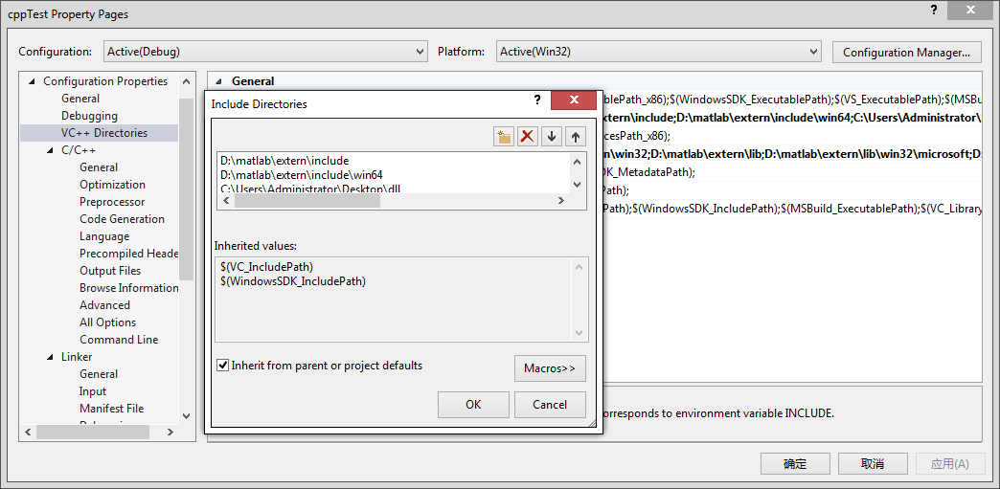 cppTest Property Pages
? X
Configuration: Active(Debug) Platform: Active(Win32) Configuration Manager...
Configuration Properties
General
Debugging
VC++ Directories
C/C++
General
Optimization
Preprocessor
Code Generation
Language
Precompiled Heade
Output Files
Browse Information
Advanced
All Options
Command Line
Linker
General
Input
Manifest File
General
ablePath_x86);$(WindowsSDK_ExecutablePath);$(VS_ExecutablePath);$(MSBu
xtern\include;D:\matlab\extern\include\win64;C:\Users\Administrator\
cesPath_x86);
n\win32;D:\matlab\extern\lib;D:\matlab\extern\lib\win32\microsoft;D:
DK_MetadataPath);
Path);
Path);$(WindowsSDK_IncludePath);$(MSBuild_ExecutablePath);$(VC_Library
orresponds to environment variable INCLUDE.
Include Directories
? X
D:\matlab\extern\include
D:\matlab\extern\include\win64
C:\Users\Administrator\Desktop\dll
Inherited values:
$(VC_IncludePath)
$(WindowsSDK_IncludePath)
Inherit from parent or project defaults
Macros>>
OK Cancel
确定 取消 应用(A)